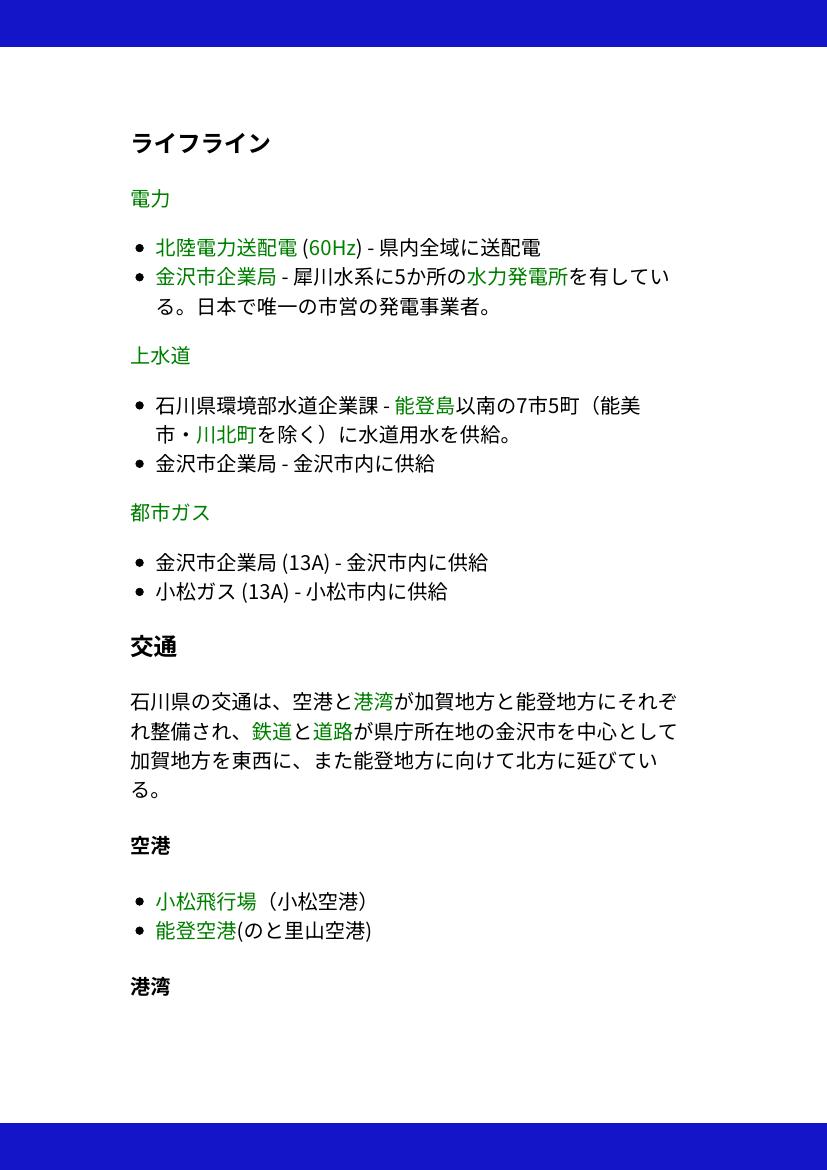 ライフライン
電力
北陸電力送配電 (60Hz) - 県内全域に送配電
金沢市企業局 - 犀川水系に5か所の水力発電所を有してい
る。日本で唯一の市営の発電事業者。
上水道
石川県環境部水道企業課 - 能登島以南の7市5町（能美
市・川北町を除く）に水道用水を供給。
金沢市企業局 - 金沢市内に供給
都市ガス
金沢市企業局 (13A) - 金沢市内に供給
小松ガス (13A) - 小松市内に供給
交通
石川県の交通は、空港と港湾が加賀地方と能登地方にそれぞ
れ整備され、鉄道と道路が県庁所在地の金沢市を中心として
加賀地方を東西に、また能登地方に向けて北方に延びてい
る。
空港
小松飛行場（小松空港）
能登空港(のと里山空港)
港湾